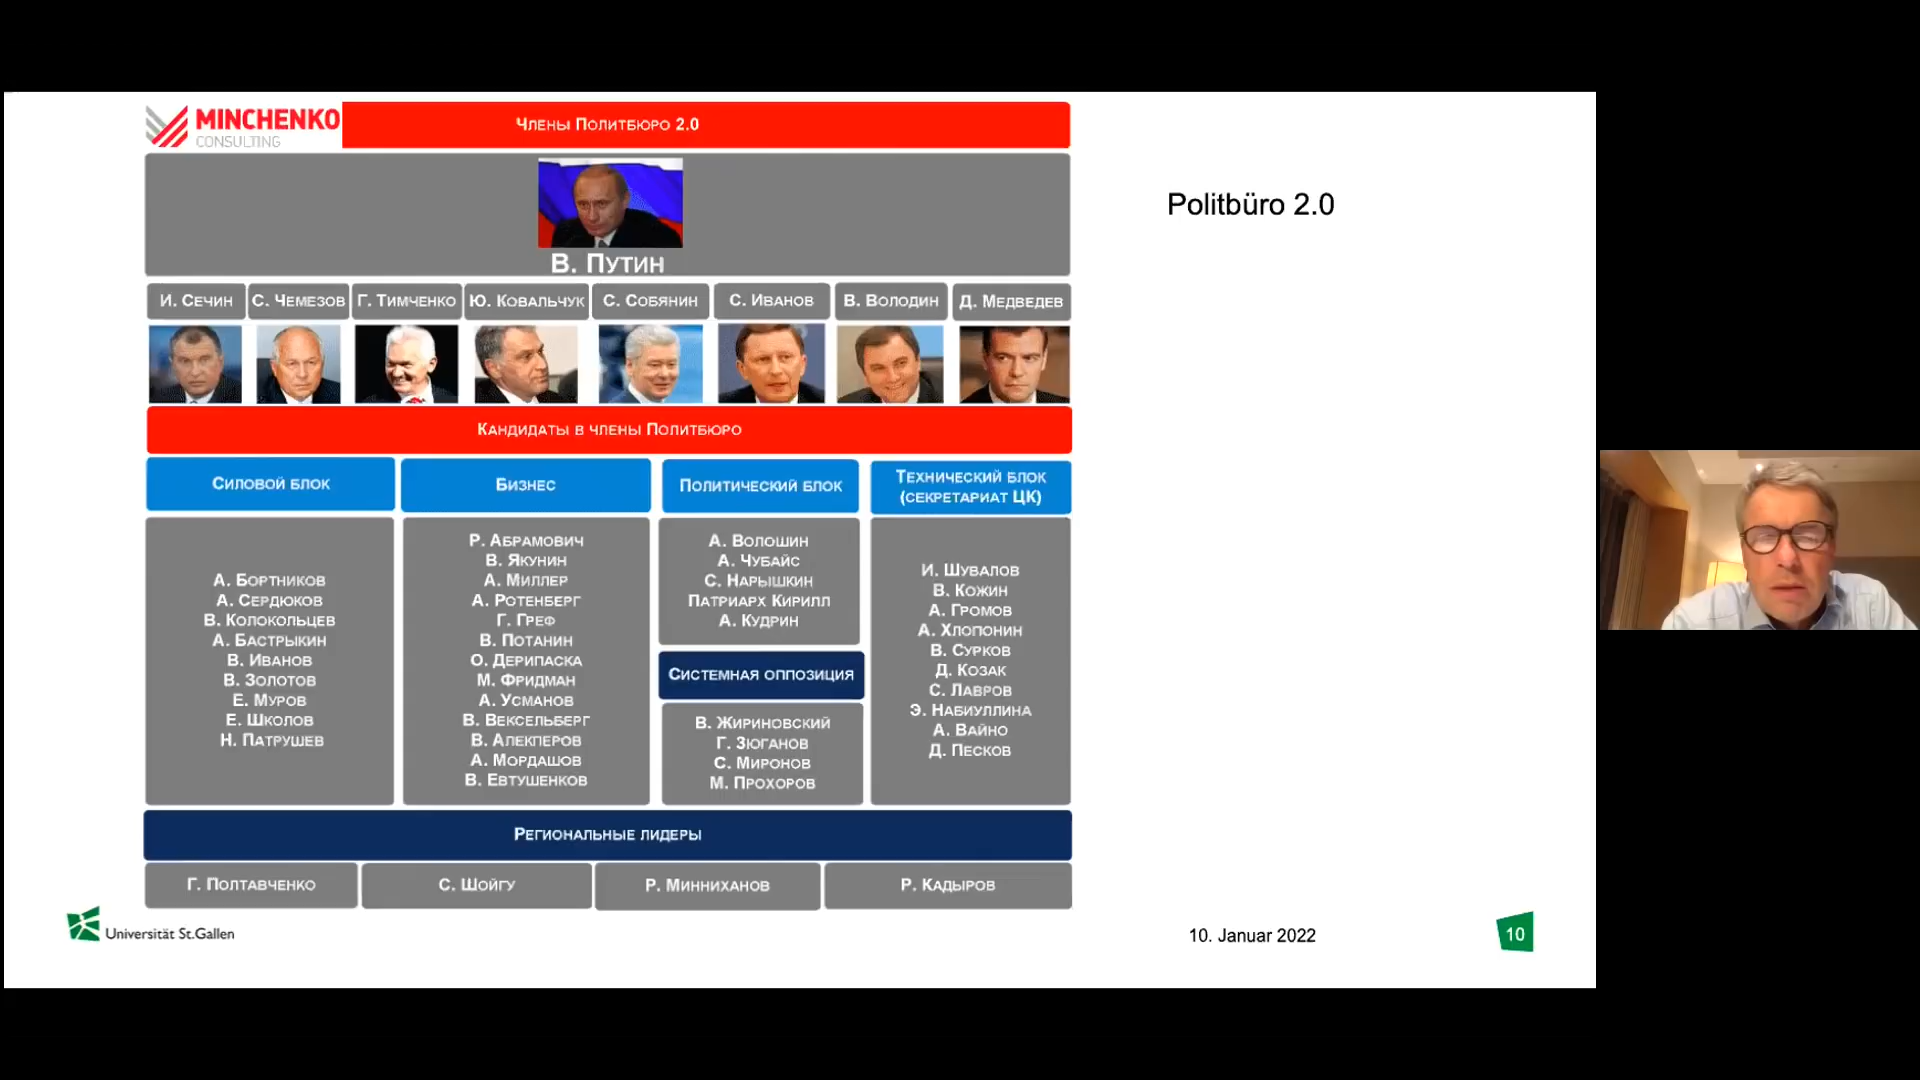 MINCHENKO
CONSULTING
Члены Политбюро 2.0
В. Путин
Politbüro 2.0
И. Сечин
С. Чемезов
Г. Тимченко
Ю. Ковальчук
С. Собянин
С. Иванов
В. Володин
Д. Медведев
Кандидаты в члены Политбюро
Силовой блок
А. Бортников
А. Сердюков
В. Колокольцев
А. Бастрыкин
В. Иванов
В. Золотов
Е. Муров
Е. Школов
Н. Патрушев
Бизнес
Р. Абрамович
В. Якунин
А. Миллер
А. Ротенберг
Г. Греф
В. Потанин
О. Дерипаска
М. Фридман
А. Усманов
В. Вексельберг
В. Алекперов
А. Мордашов
В. Евтушенков
Политический блок
А. Волошин
А. Чубайс
С. Нарышкин
Патриарх Кирилл
А. Кудрин
Системная оппозиция
В. Жириновский
Г. Зюганов
С. Миронов
М. Прохоров
Технический блок
(секретариат ЦК)
И. Шувалов
В. Кожин
А. Громов
А. Хлопонин
В. Сурков
Д. Козак
С. Лавров
Э. Набиуллина
А. Вайно
Д. Песков
Региональные лидеры
Г. Полтавченко
С. Шойгу
Р. Минниханов
Р. Кадыров
Universität St.Gallen
10. Januar 2022
10